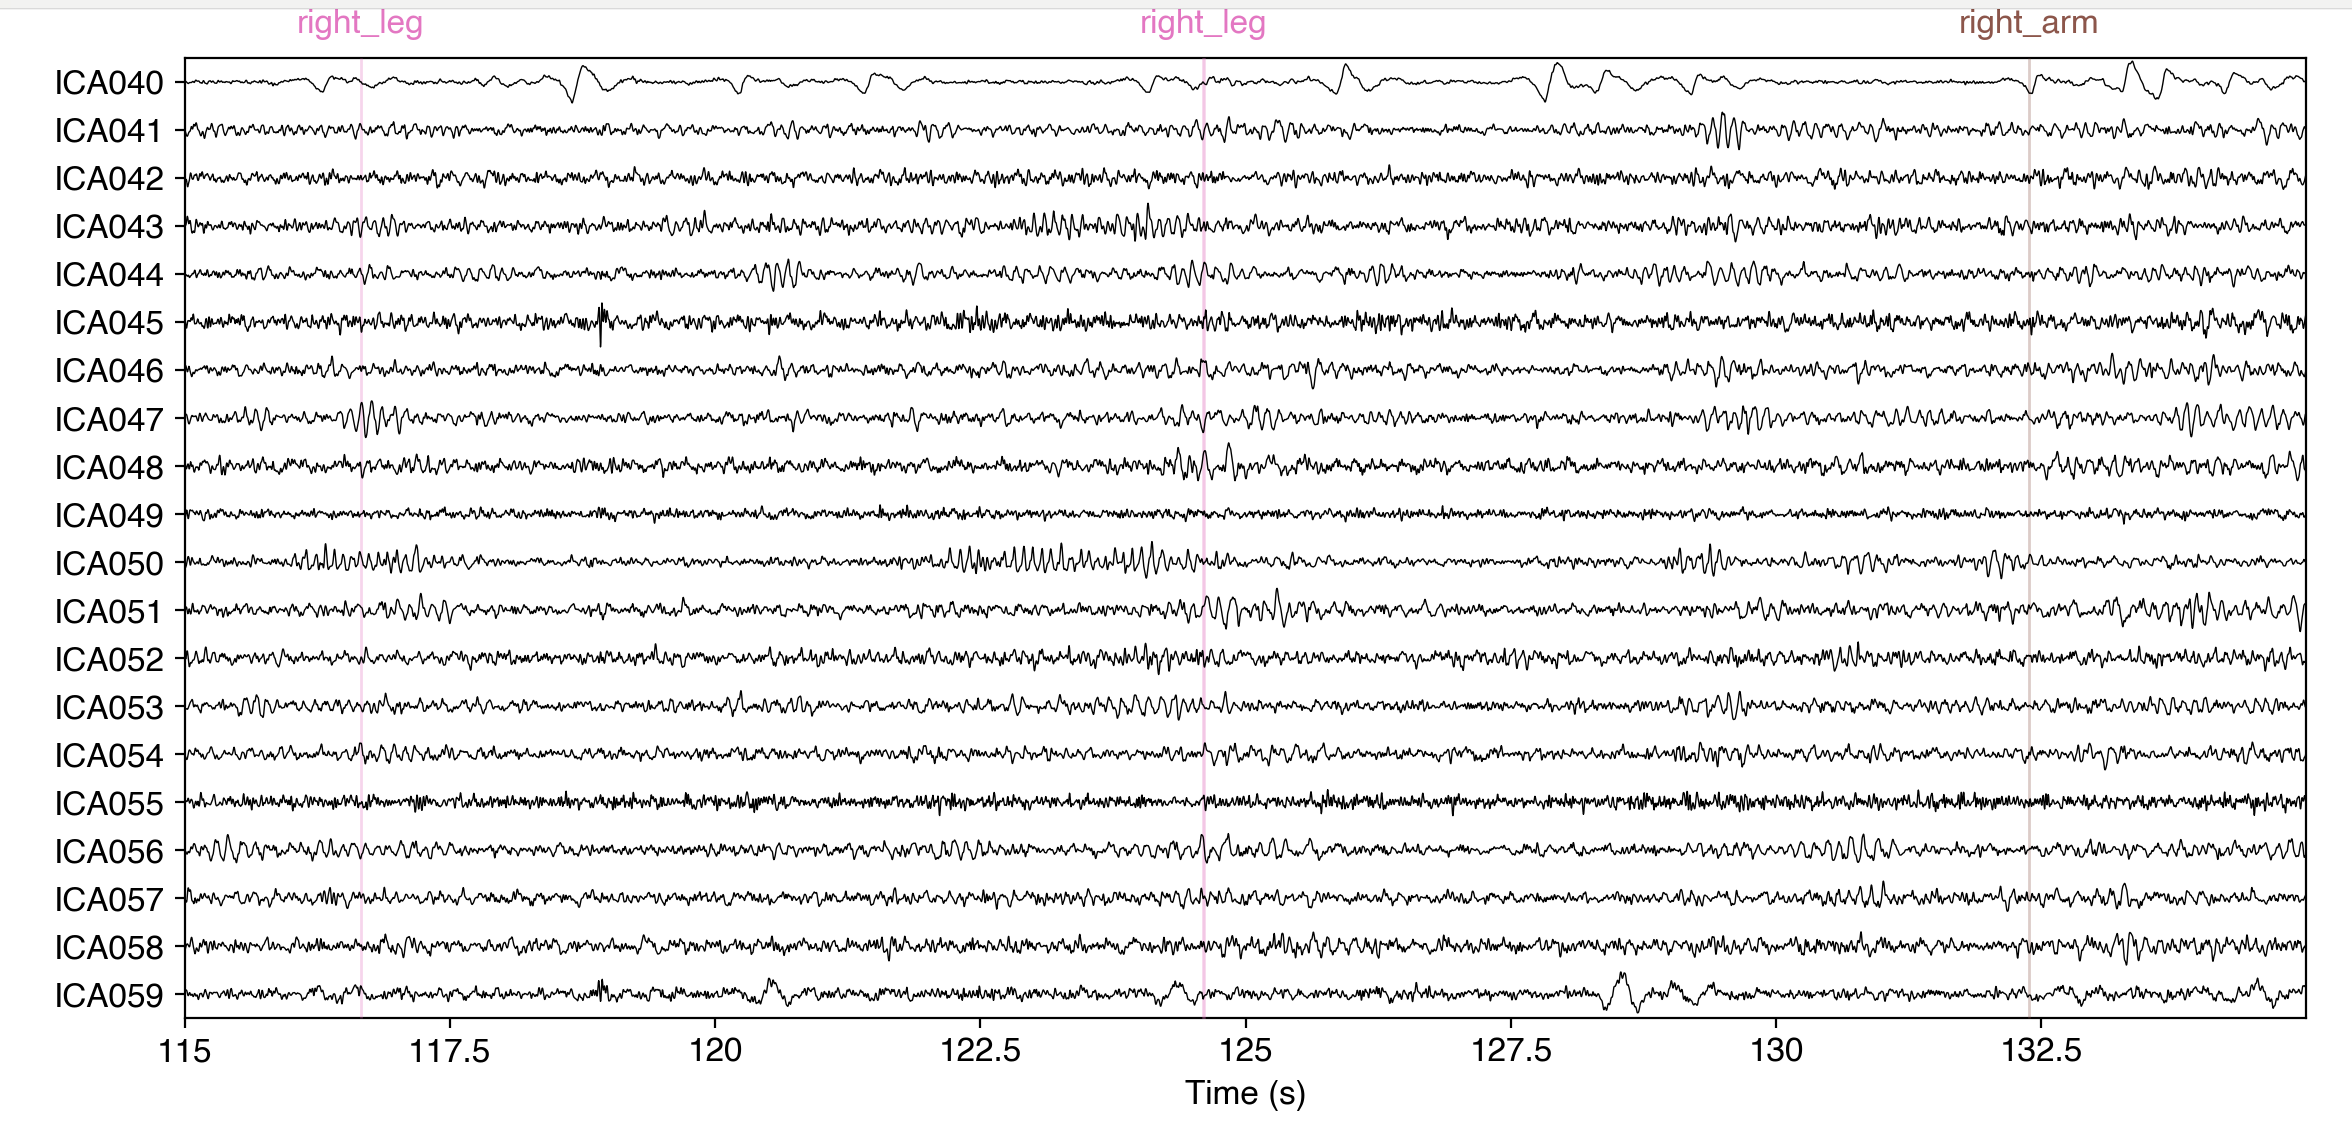 right_leg right_leg right_arm
ICA040
ICA041
ICA042
ICA043
ICA044
ICA045
ICA046
ICA047
ICA048
ICA049
ICA050
ICA051
ICA052
ICA053
ICA054
ICA055
ICA056
ICA057
ICA058
ICA059
115 117.5 120 122.5 125 127.5 130 132.5
Time (s)